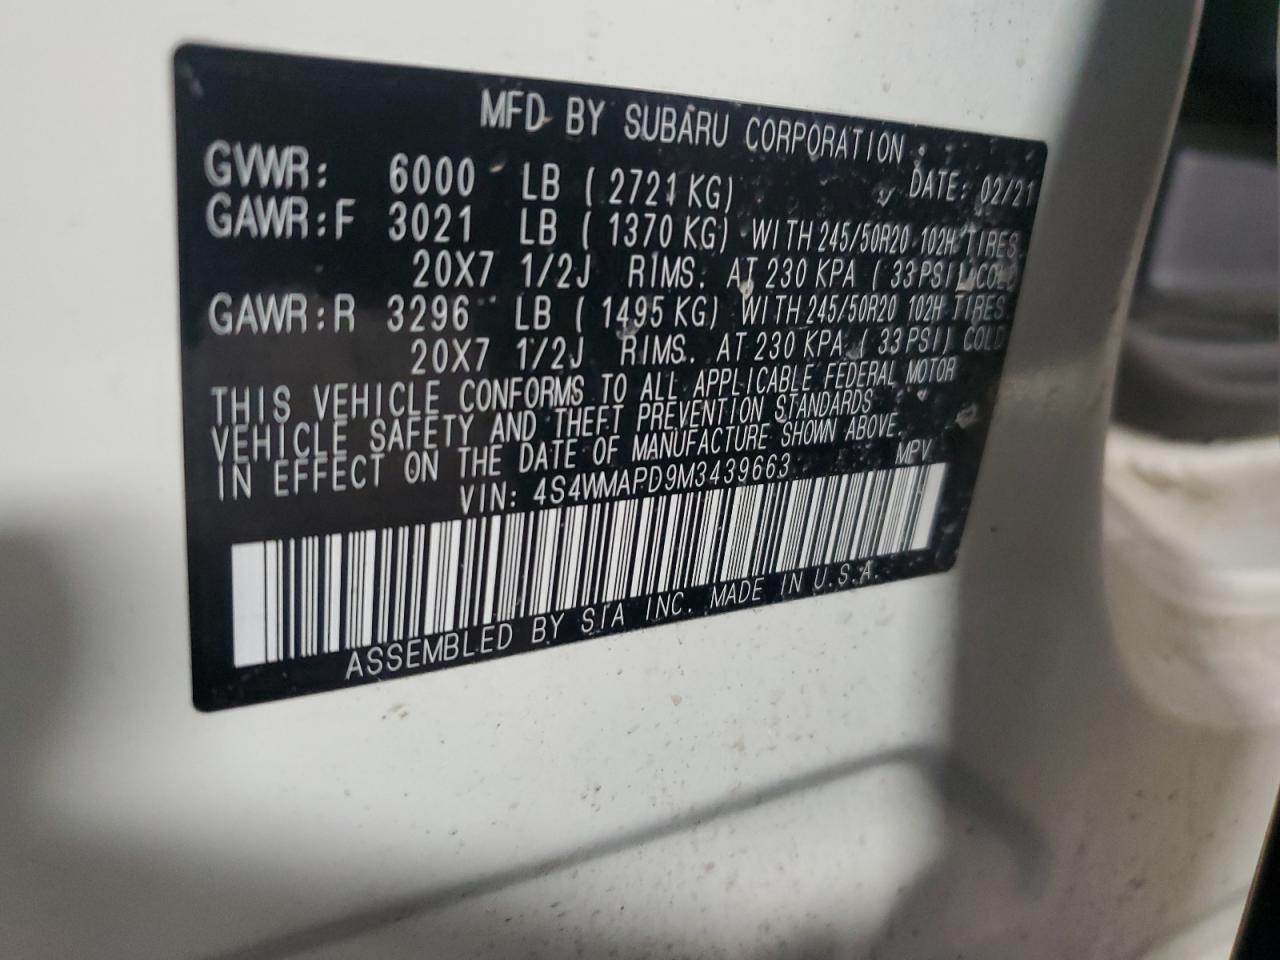 MFD BY SUBARU CORPORATION
DATE: 02/21
GVWR: 6000 LB ( 2721 KG)
GAWR:F 3021 LB ( 1370 KG) WITH 245/50R20 102H TIRES
20X7 1/2J RIMS. AT 230 KPA ( 33 PSI) COLD
GAWR:R 3296 LB ( 1495 KG) WITH 245/50R20 102H TIRES
20X7 1/2J RIMS. AT 230 KPA ( 33 PSI) COLD
THIS VEHICLE CONFORMS TO ALL APPLICABLE FEDERAL MOTOR
VEHICLE SAFETY AND THEFT PREVENTION STANDARDS
IN EFFECT ON THE DATE OF MANUFACTURE SHOWN ABOVE.
VIN: 4S4WMAPD9M3439663 MPV
ASSEMBLED BY SIA INC. MADE IN U.S.A.